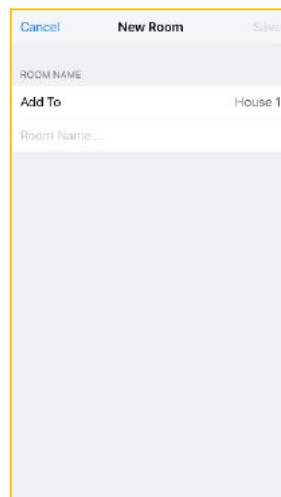 Cancel New Room Save
ROOM NAME
Add To House 1
Room Name...